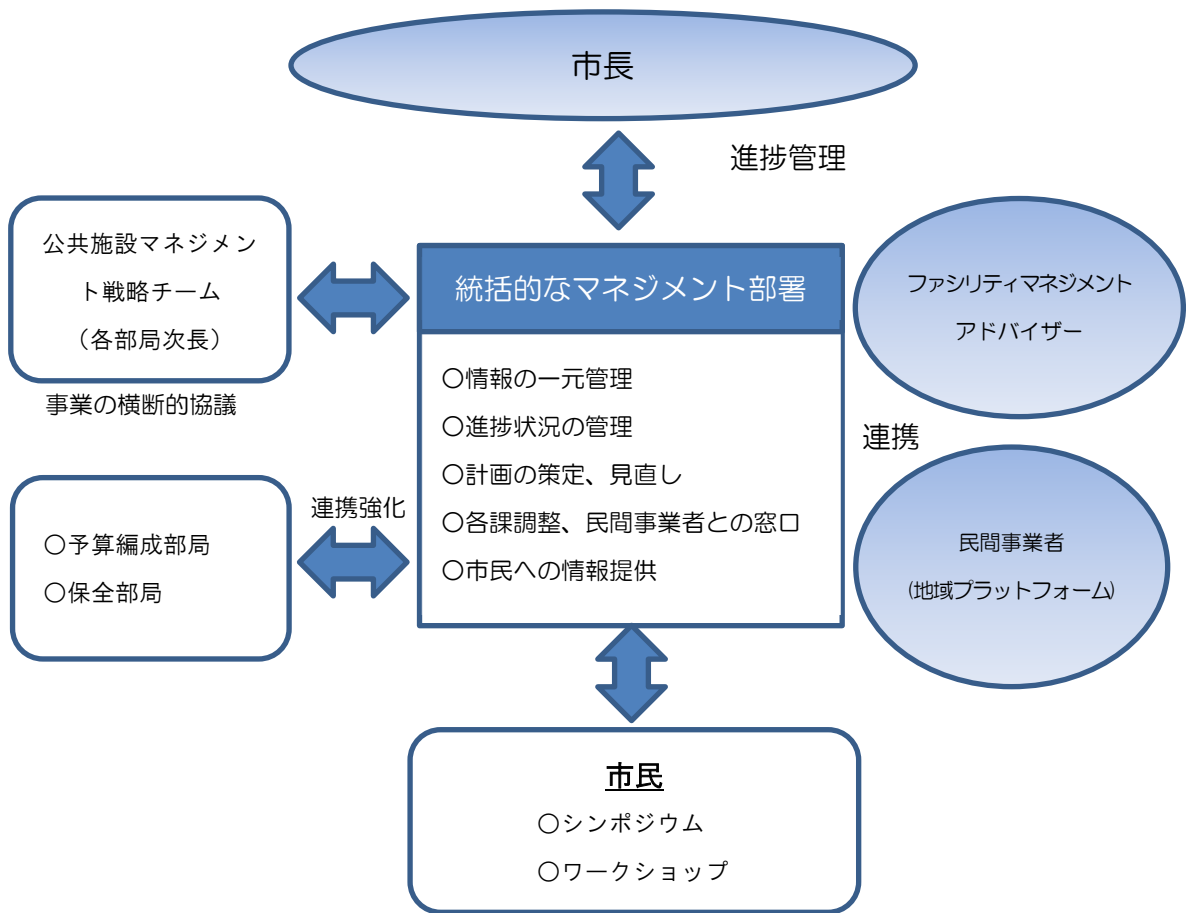 市長
進捗管理
公共施設マネジメン
ト戦略チーム
（各部局次長）
事業の横断的協議
統括的なマネジメント部署
〇情報の一元管理
〇進捗状況の管理
〇計画の策定、見直し
〇各課調整、民間事業者との窓口
〇市民への情報提供
ファシリティマネジメント
アドバイザー
連携
〇予算編成部局
〇保全部局
連携強化
民間事業者
(地域プラットフォーム)
市民
〇シンポジウム
〇ワークショップ